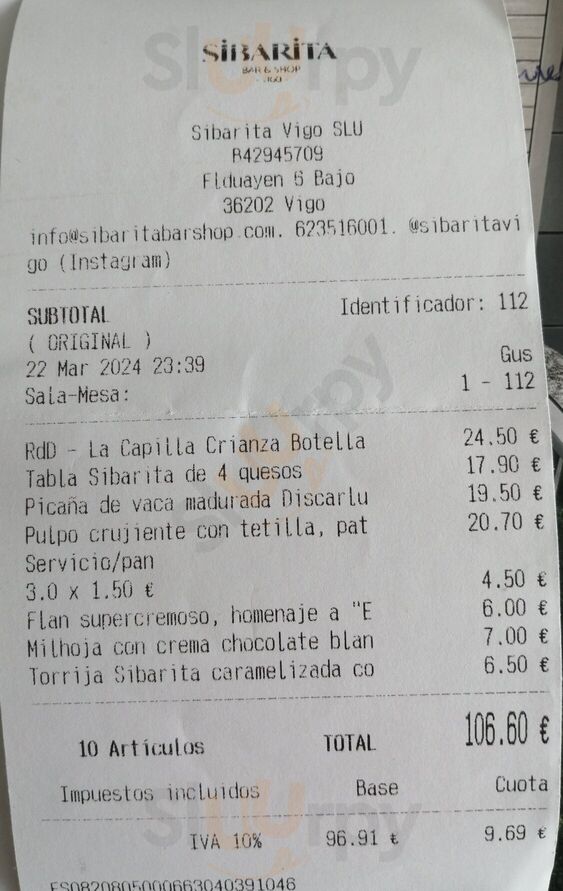 SiBARiTA
BAR & SHOP
Sibarita Vigo SLU
B42945709
Elduayen 5 Bajo
36202 Vigo
info@sibaritabarshop.com. 623516001. @sibaritavi
go (Instagram)
SUBTOTAL Identificador: 112
( ORIGINAL )
22 Mar 2024 23:39 Gus
Sala-Mesa: 1 - 112
RdD - La Capilla Crianza Botella 24.50 €
Tabla Sibarita de 4 quesos 17.90 €
Picaña de vaca madurada Discarlu 19.50 €
Pulpo crujiente con tetilla, pat 20.70 €
Servicio/pan
3.0 x 1.50 € 4.50 €
Flan supercremoso, homenaje a "E 6.00 €
Milhoja con crema chocolate blan 7.00 €
Torrija Sibarita caramelizada co 6.50 €
10 Artículos TOTAL 106.60 €
Impuestos incluidos Base Cuota
IVA 10% 96.91 € 9.69 €
ES0820805000663040391046
Slurpy
Slurpy
Slurpy